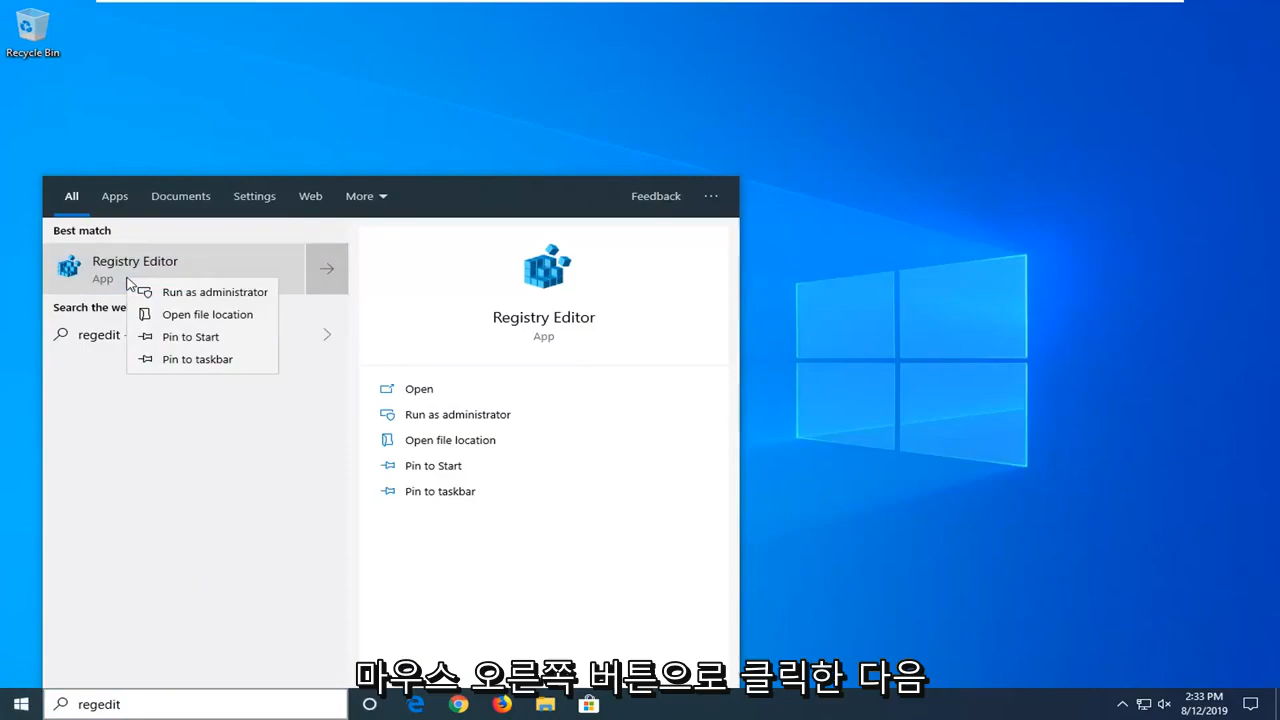 Recycle Bin
All
Apps
Documents
Settings
Web
More
Feedback
Best match
Registry Editor
App
Search the we
regedit -
Run as administrator
Open file location
Pin to Start
Pin to taskbar
Registry Editor
App
Open
Run as administrator
Open file location
Pin to Start
Pin to taskbar
마우스 오른쪽 버튼으로 클릭한 다음
regedit
2:33 PM
8/12/2019